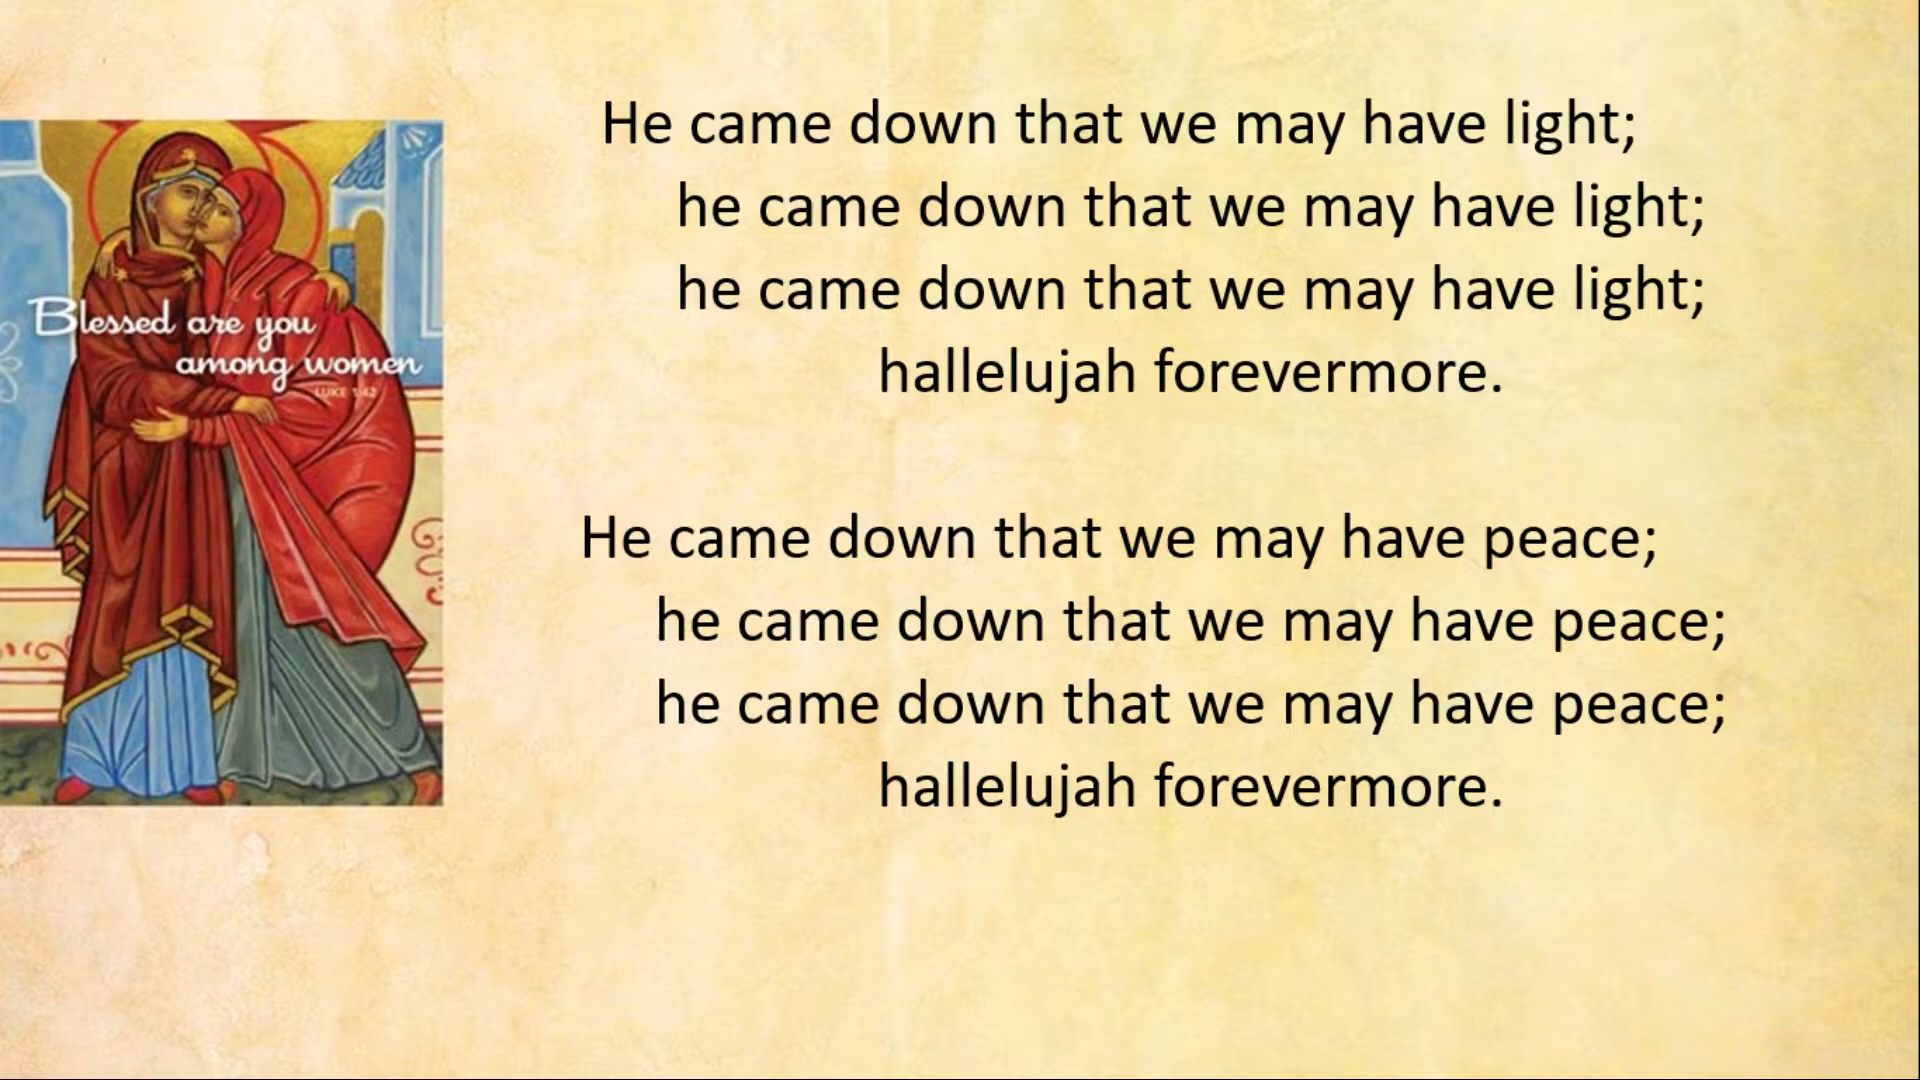 Blessed are you
among women
LUKE 1:42
He came down that we may have light;
he came down that we may have light;
he came down that we may have light;
hallelujah forevermore.
He came down that we may have peace;
he came down that we may have peace;
he came down that we may have peace;
hallelujah forevermore.